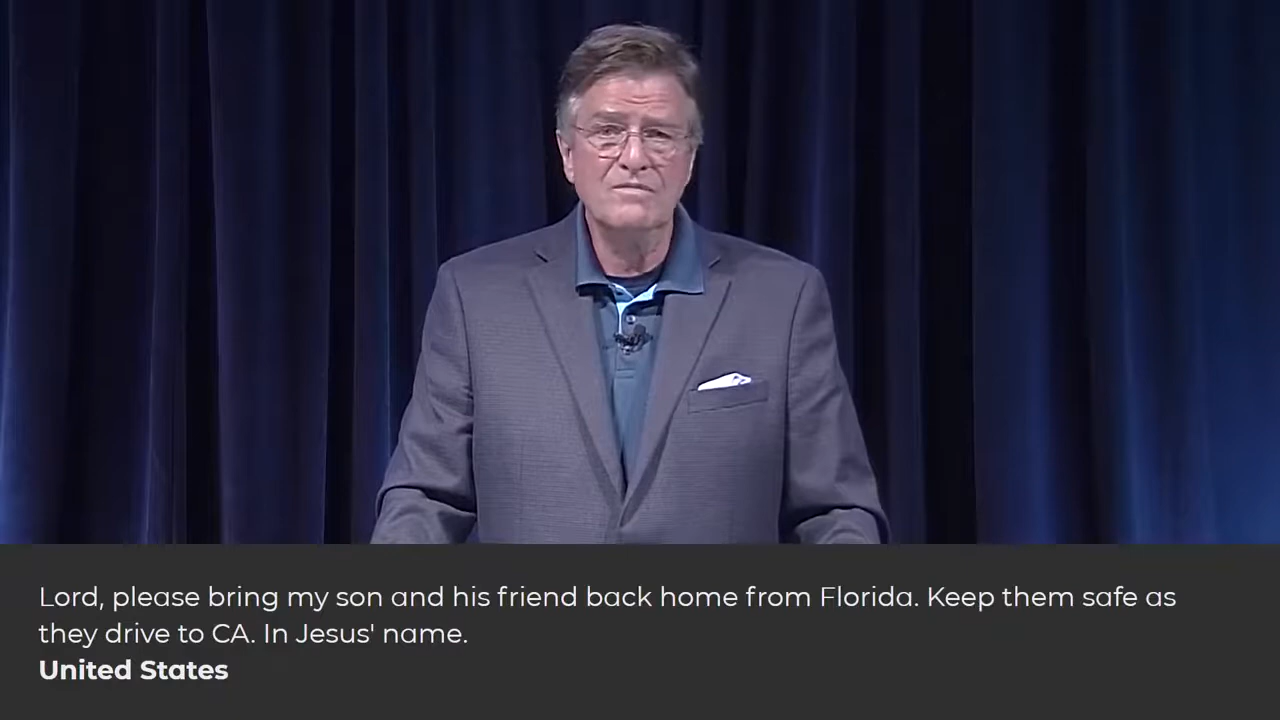 Lord, please bring my son and his friend back home from Florida. Keep them safe as
they drive to CA. In Jesus' name.
United States